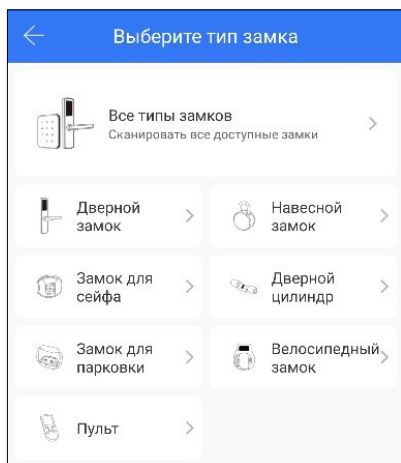 Выберите тип замка
Все типы замков
Сканировать все доступные замки
Дверной
замок
Навесной
замок
Замок для
сейфа
Дверной
цилиндр
Замок для
парковки
Велосипедный
замок
Пульт